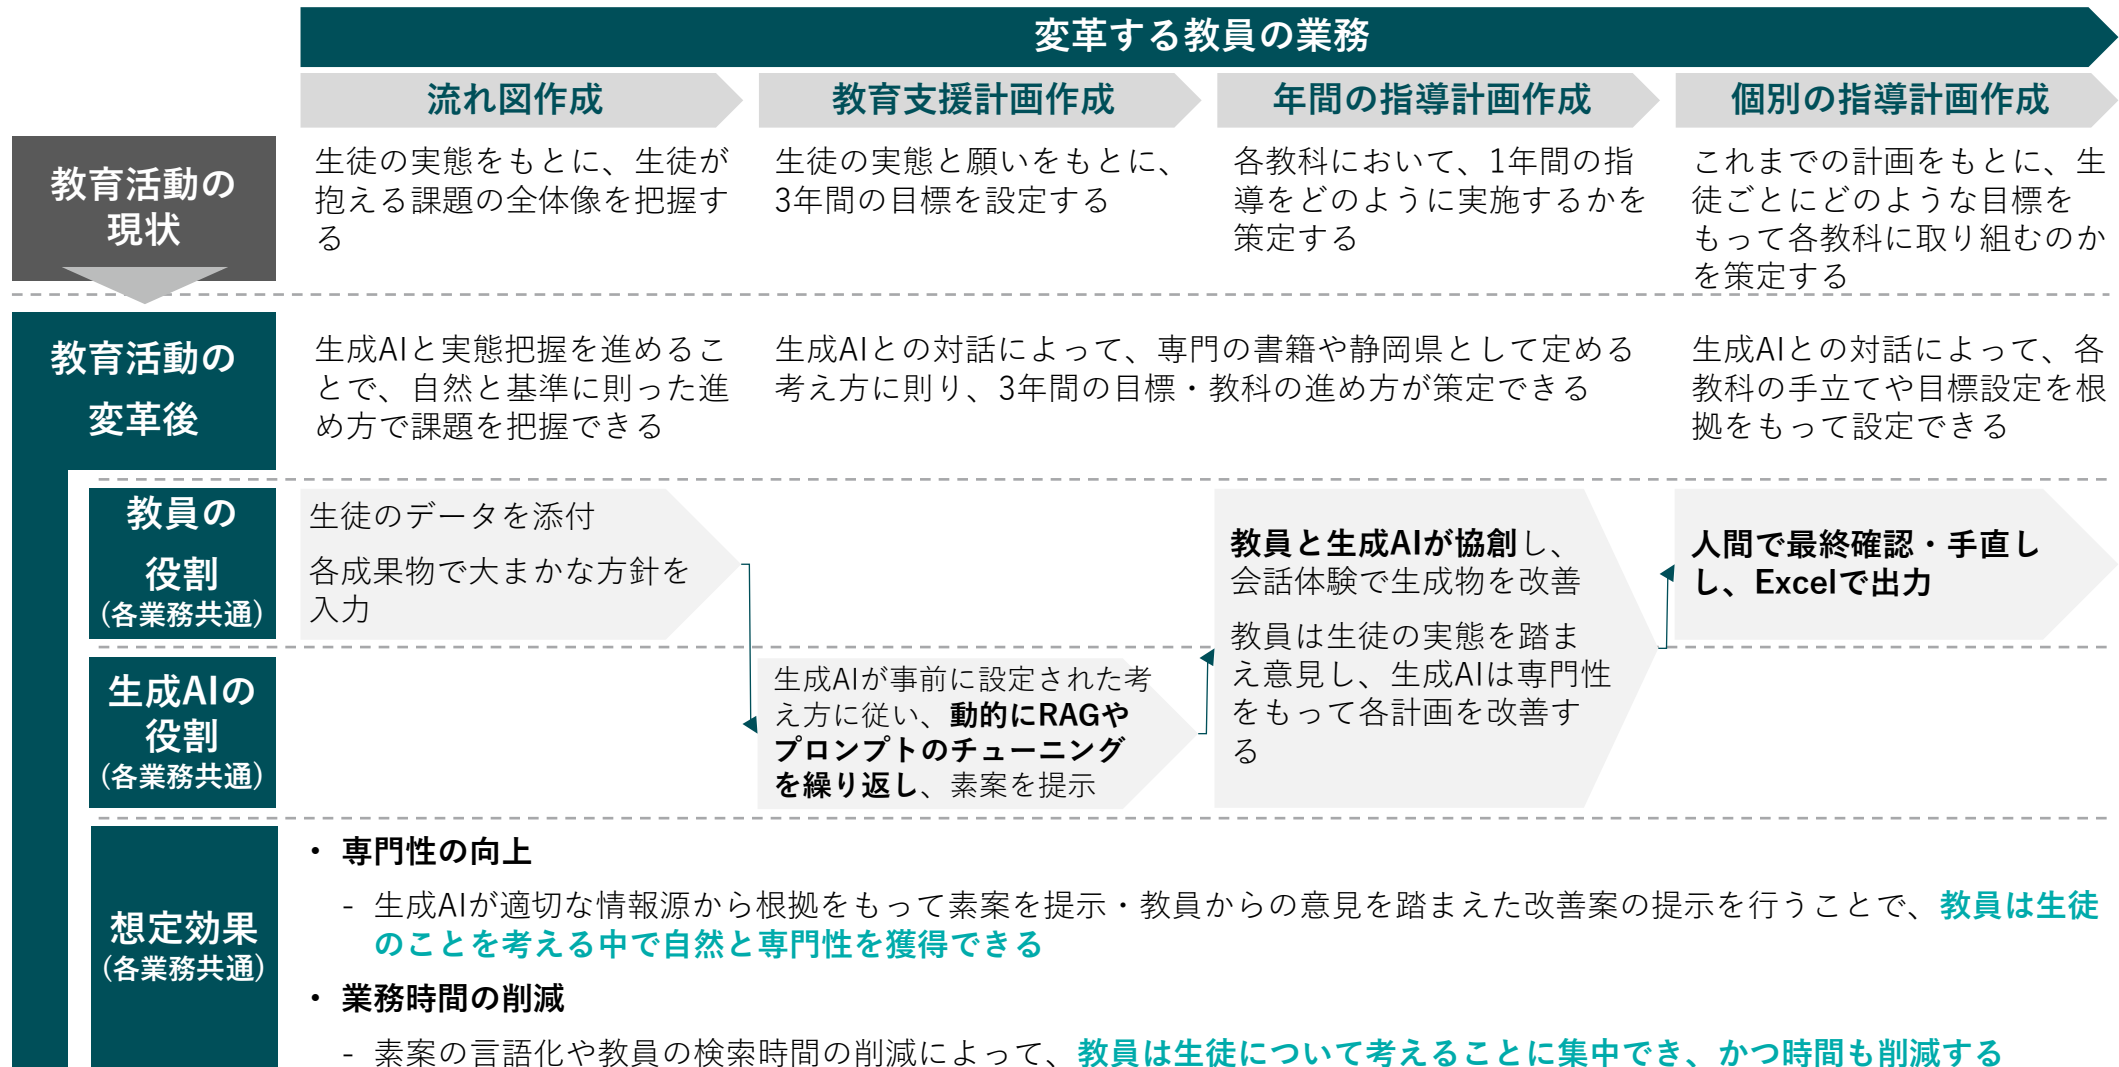 変革する教員の業務
流れ図作成
教育支援計画作成
年間の指導計画作成
個別の指導計画作成
教育活動の
現状
生徒の実態をもとに、生徒が
抱える課題の全体像を把握す
る
生徒の実態と願いをもとに、
3年間の目標を設定する
各教科において、1年間の指
導をどのように実施するかを
策定する
これまでの計画をもとに、生
徒ごとにどのような目標を
もって各教科に取り組むのか
を策定する
教育活動の
変革後
生成AIと実態把握を進めるこ
とで、自然と基準に則った進
め方で課題を把握できる
生成AIとの対話によって、専門の書籍や静岡県として定める
考え方に則り、3年間の目標・教科の進め方が策定できる
生成AIとの対話によって、各
教科の手立てや目標設定を根
拠をもって設定できる
教員の
役割
(各業務共通)
生徒のデータを添付
各成果物で大まかな方針を
入力
教員と生成AIが協創し、
会話体験で生成物を改善
教員は生徒の実態を踏ま
え意見し、生成AIは専門性
をもって各計画を改善す
る
人間で最終確認・手直し
し、Excelで出力
生成AIの
役割
(各業務共通)
生成AIが事前に設定された考
え方に従い、動的にRAGや
プロンプトのチューニング
を繰り返し、素案を提示
想定効果
(各業務共通)
・専門性の向上
- 生成AIが適切な情報源から根拠をもって素案を提示・教員からの意見を踏まえた改善案の提示を行うことで、教員は生徒
のことを考える中で自然と専門性を獲得できる
・業務時間の削減
- 素案の言語化や教員の検索時間の削減によって、教員は生徒について考えることに集中でき、かつ時間も削減する